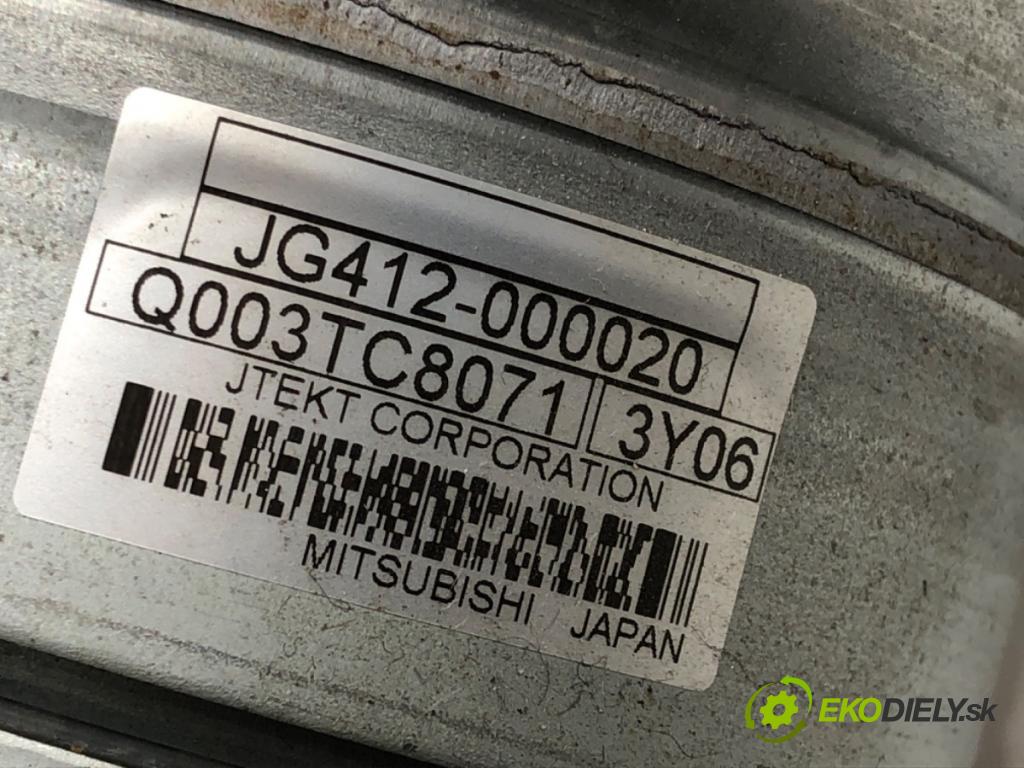 JG412-000020
Q003TC8071 3Y06
JTEKT CORPORATION
MITSUBISHI JAPAN
EKODIELY.sk